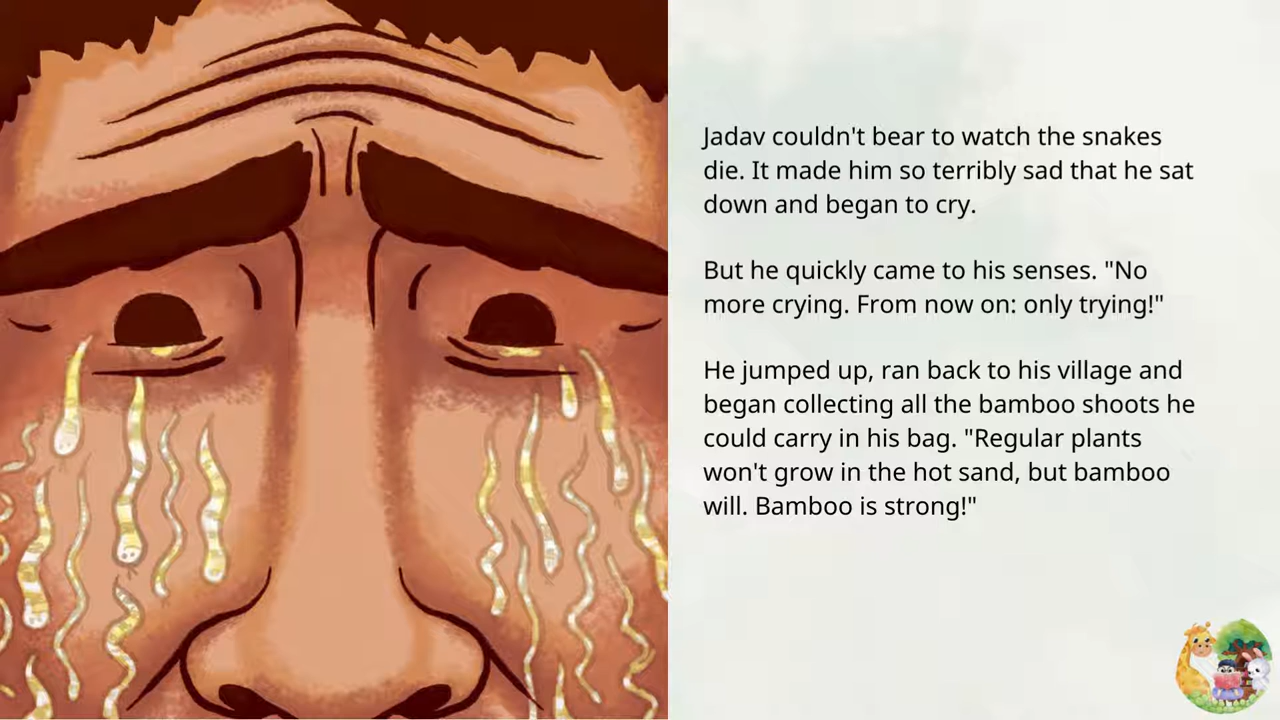 Jadav couldn't bear to watch the snakes
die. It made him so terribly sad that he sat
down and began to cry.
But he quickly came to his senses. "No
more crying. From now on: only trying!"
He jumped up, ran back to his village and
began collecting all the bamboo shoots he
could carry in his bag. "Regular plants
won't grow in the hot sand, but bamboo
will. Bamboo is strong!"